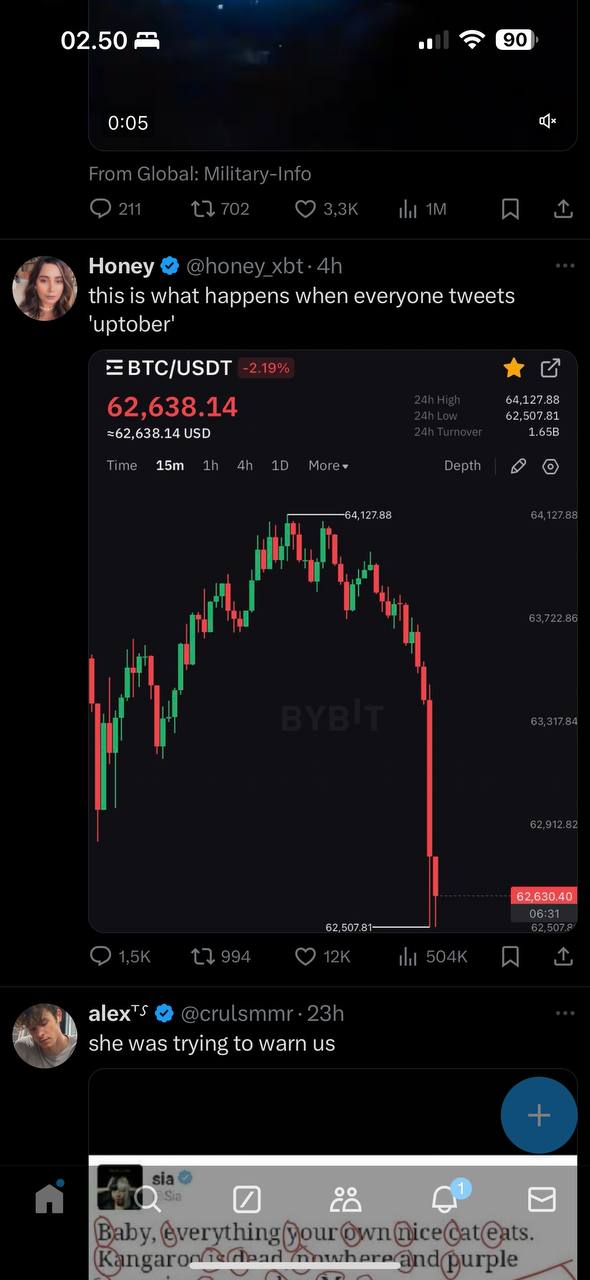 02.50
90
0:05
From Global: Military-Info
211 702 3,3K 1M
Honey @honey_xbt · 4h
this is what happens when everyone tweets
'uptober'
BTC/USDT -2.19%
62,638.14
≈62,638.14 USD
24h High 64,127.88
24h Low 62,507.81
24h Turnover 1.65B
Time 15m 1h 4h 1D More Depth
64,127.88 64,127.88
63,722.86
BYBIT
63,317.84
62,912.82
62,630.40
06:31
62,507.81 62,507.8
1,5K 994 12K 504K
alexᵀᔑ @crulsmmr · 23h
she was trying to warn us
sia
Sia
1
Baby, everything your own nice cat eats.
Kangaroo is dead, nowhere and purple